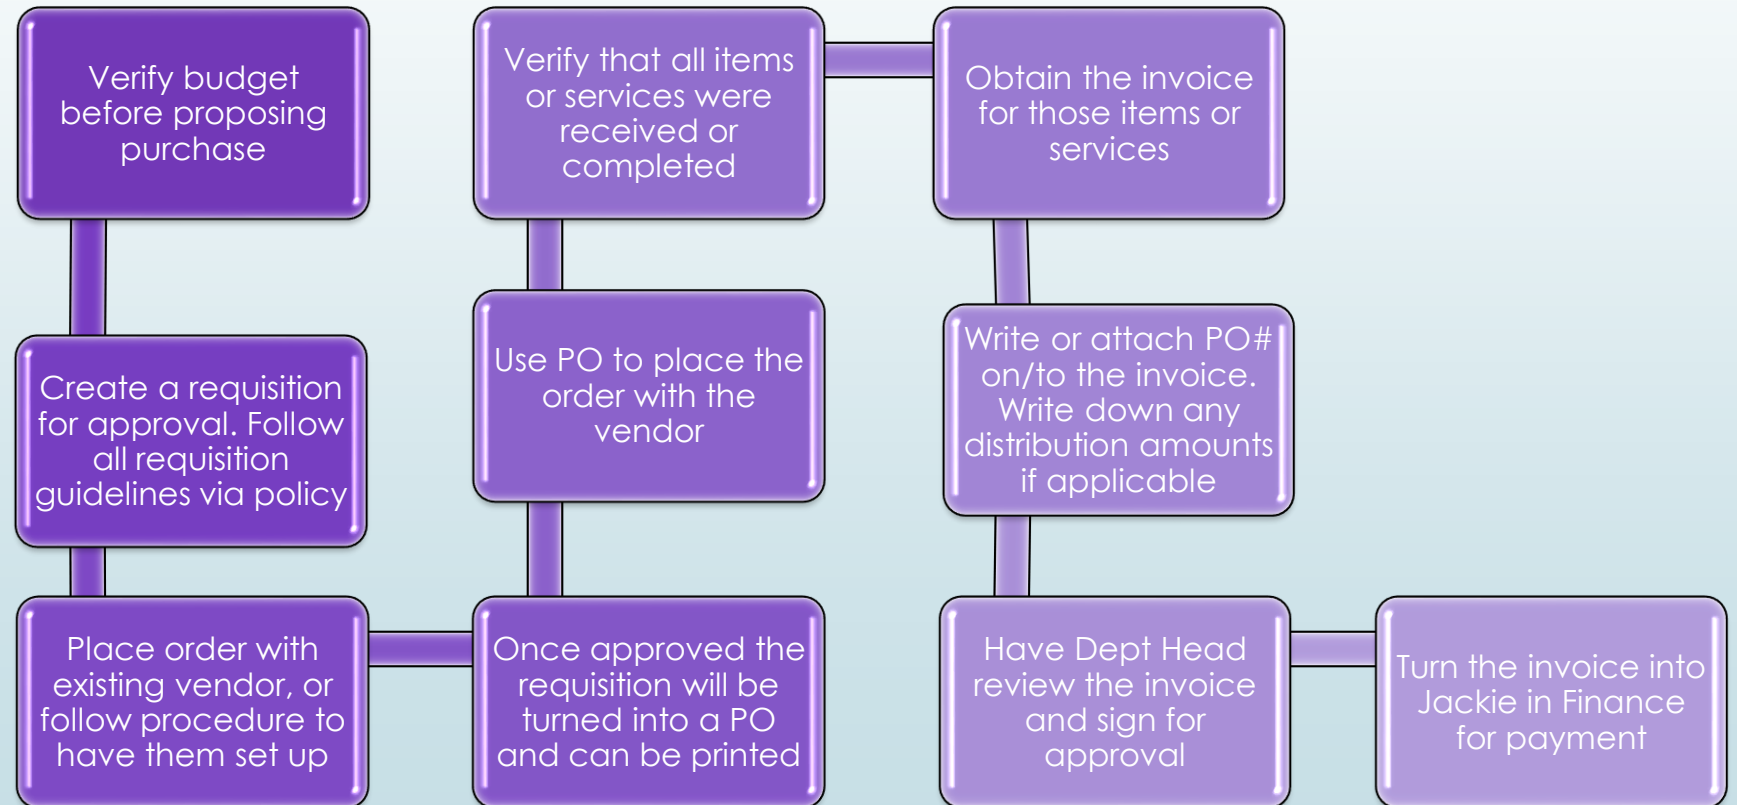 Verify budget
before proposing
purchase
Create a requisition
for approval. Follow
all requisition
guidelines via policy
Place order with
existing vendor, or
follow procedure to
have them set up
Once approved the
requisition will be
turned into a PO
and can be printed
Use PO to place the
order with the
vendor
Verify that all items
or services were
received or
completed
Obtain the invoice
for those items or
services
Write or attach PO#
on/to the invoice.
Write down any
distribution amounts
if applicable
Have Dept Head
review the invoice
and sign for
approval
Turn the invoice into
Jackie in Finance
for payment